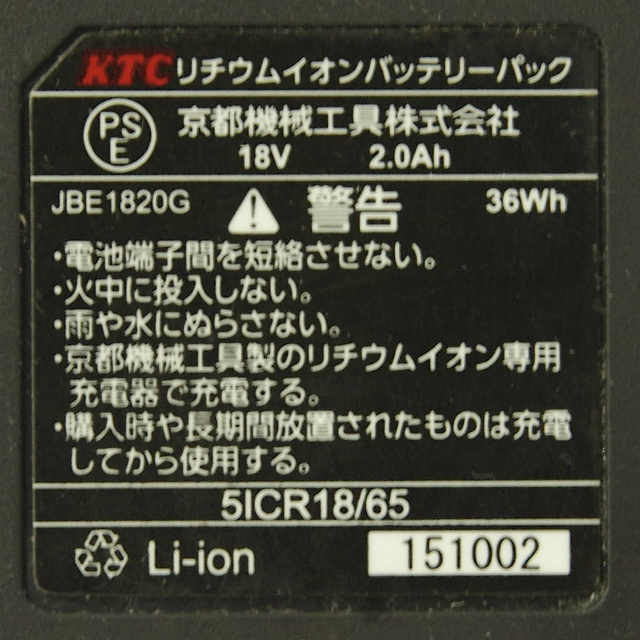 KTCリチウムイオンバッテリーパック
PSE 京都機械工具株式会社
18V 2.0Ah
JBE1820G 警告 36Wh
・電池端子間を短絡させない。
・火中に投入しない。
・雨や水にぬらさない。
・京都機械工具製のリチウムイオン専用
充電器で充電する。
・購入時や長期間放置されたものは充電
してから使用する。
5ICR18/65
Li-ion 151002